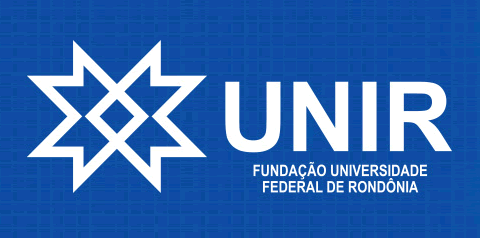 UNIR
FUNDAÇÃO UNIVERSIDADE
FEDERAL DE RONDÔNIA